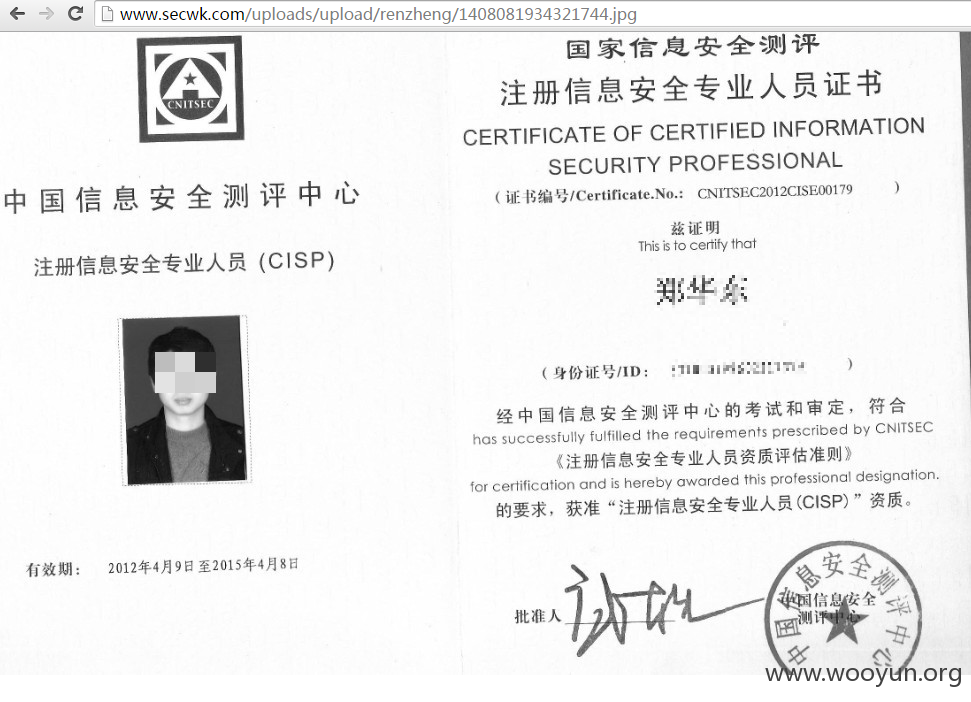 www.secwk.com/uploads/upload/renzheng/1408081934321744.jpg
CNITSEC
中国信息安全测评中心
注册信息安全专业人员 (CISP)
有效期： 2012年4月9日至2015年4月8日
国家信息安全测评
注册信息安全专业人员证书
CERTIFICATE OF CERTIFIED INFORMATION
SECURITY PROFESSIONAL
（ 证书编号/Certificate.No.： CNITSEC2012CISE00179 ）
兹证明
This is to certify that
（ 身份证号/ID： ）
经中国信息安全测评中心的考试和审定，符合
has successfully fulfilled the requirements prescribed by CNITSEC
《注册信息安全专业人员资质评估准则》
for certification and is hereby awarded this professional designation.
的要求，获准“注册信息安全专业人员(CISP)”资质。
批准人
中国信息安全
测评中心
中国信息安全测评中心
www.wooyun.org